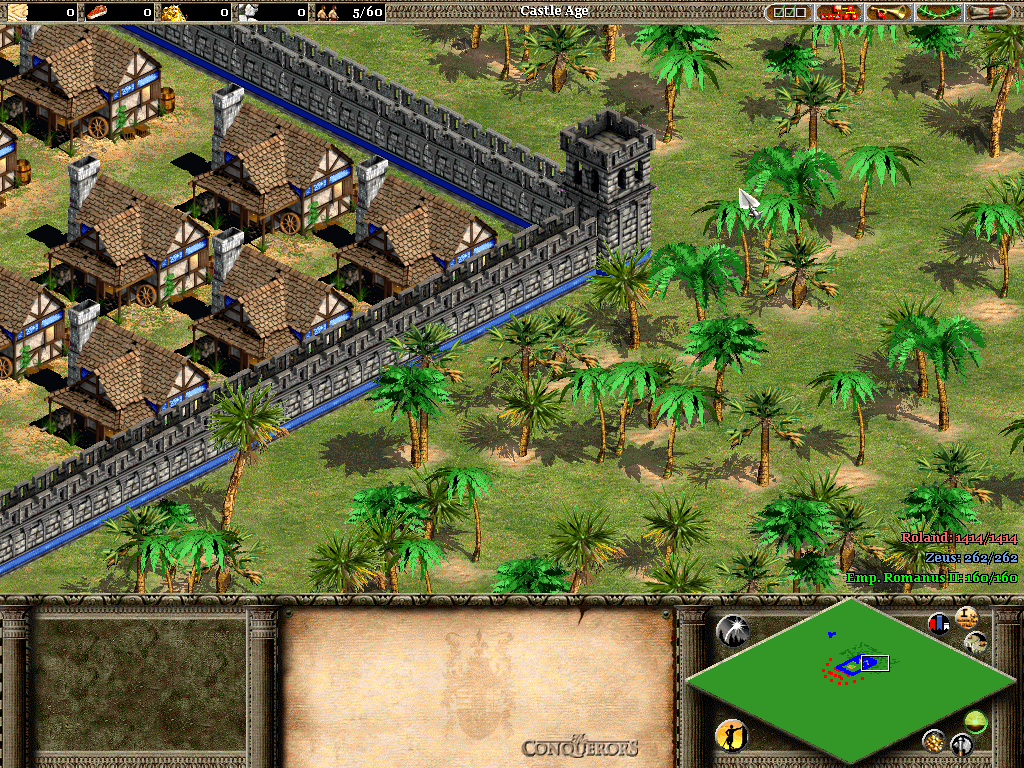 0 0 0 0 5/60 Castle Age
Roland: 1414/1414
Zeus: 262/262
Emp. Romanus II: 160/160
The
CONQUERORS